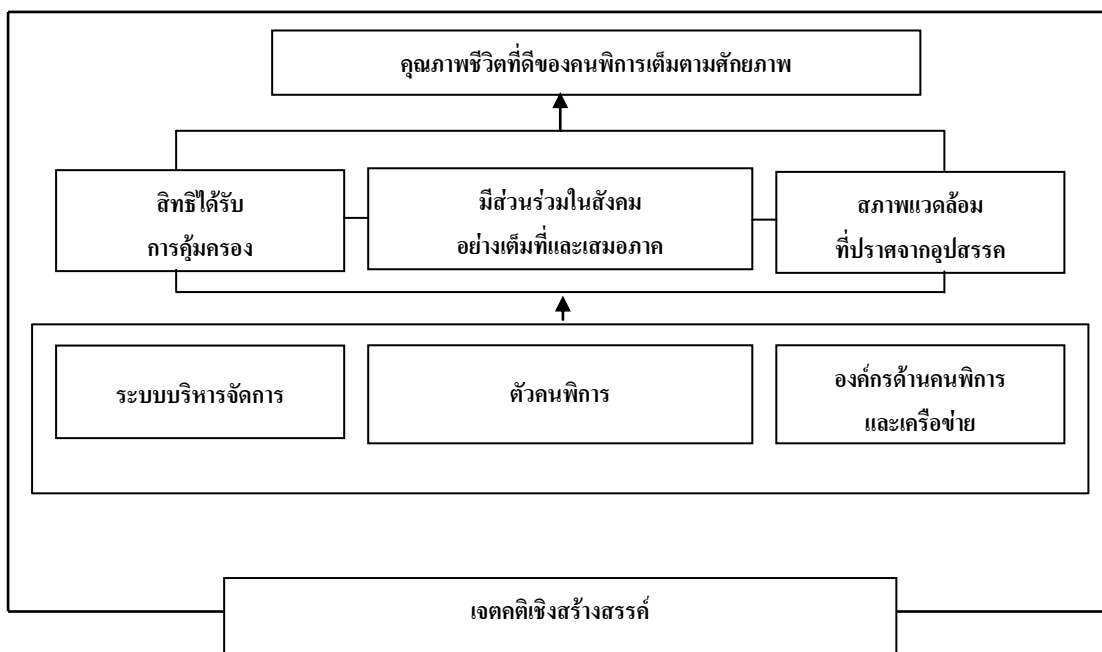 คุณภาพชีวิตที่ดีของคนพิการเต็มตามศักยภาพ
สิทธิได้รับ
การคุ้มครอง
มีส่วนร่วมในสังคม
อย่างเต็มที่และเสมอภาค
สภาพแวดล้อม
ที่ปราศจากอุปสรรค
ระบบบริหารจัดการ
ตัวคนพิการ
องค์กรด้านคนพิการ
และเครือข่าย
เจตคติเชิงสร้างสรรค์